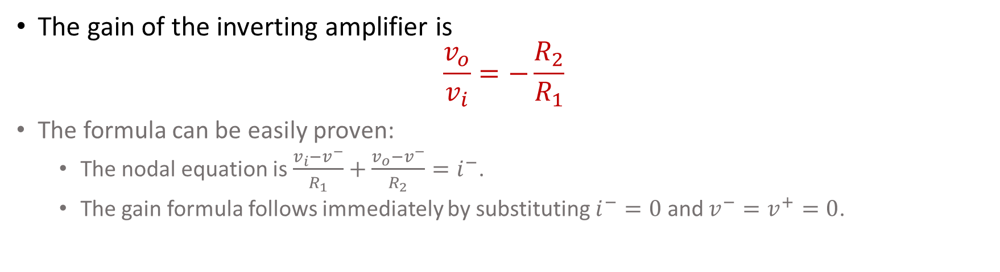 • The gain of the inverting amplifier is
$\frac{v_o}{v_i} = -\frac{R_2}{R_1}$
• The formula can be easily proven:
• The nodal equation is $\frac{v_i - v^-}{R_1} + \frac{v_o - v^-}{R_2} = i^-$.
• The gain formula follows immediately by substituting $i^- = 0$ and $v^- = v^+ = 0$.